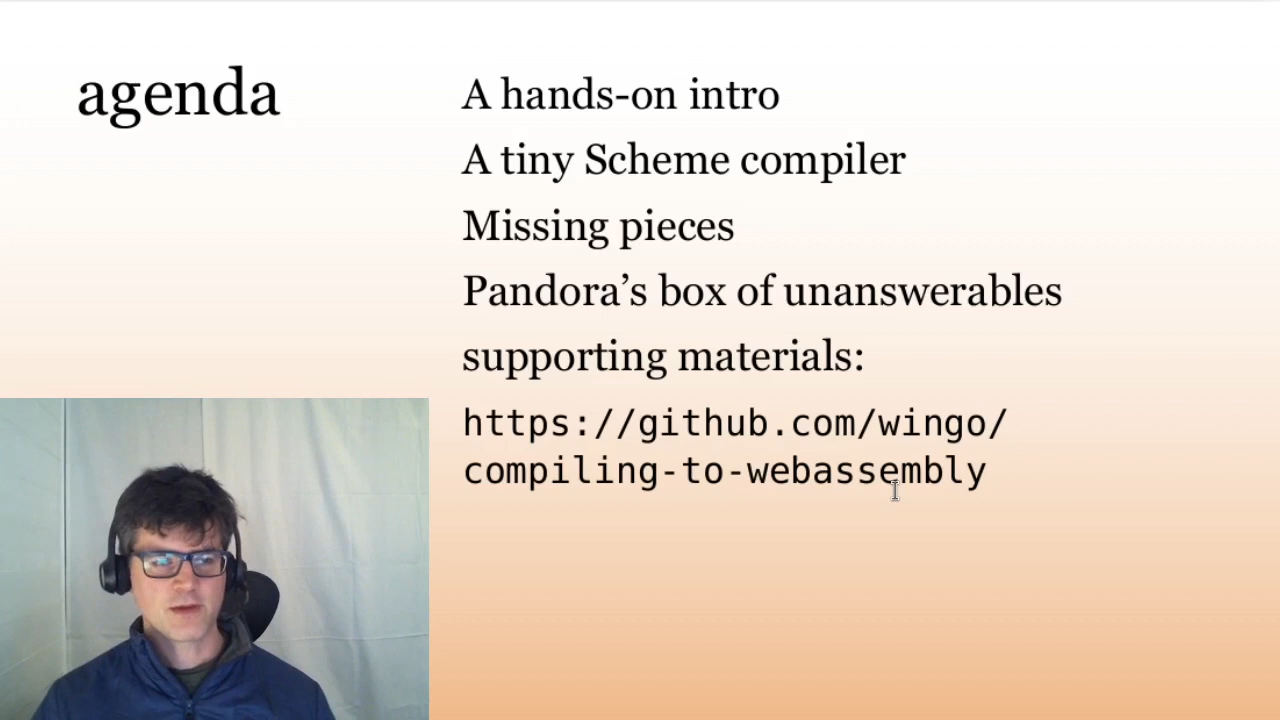 agenda
A hands-on intro
A tiny Scheme compiler
Missing pieces
Pandora’s box of unanswerables
supporting materials:
https://github.com/wingo/
compiling-to-webassembly